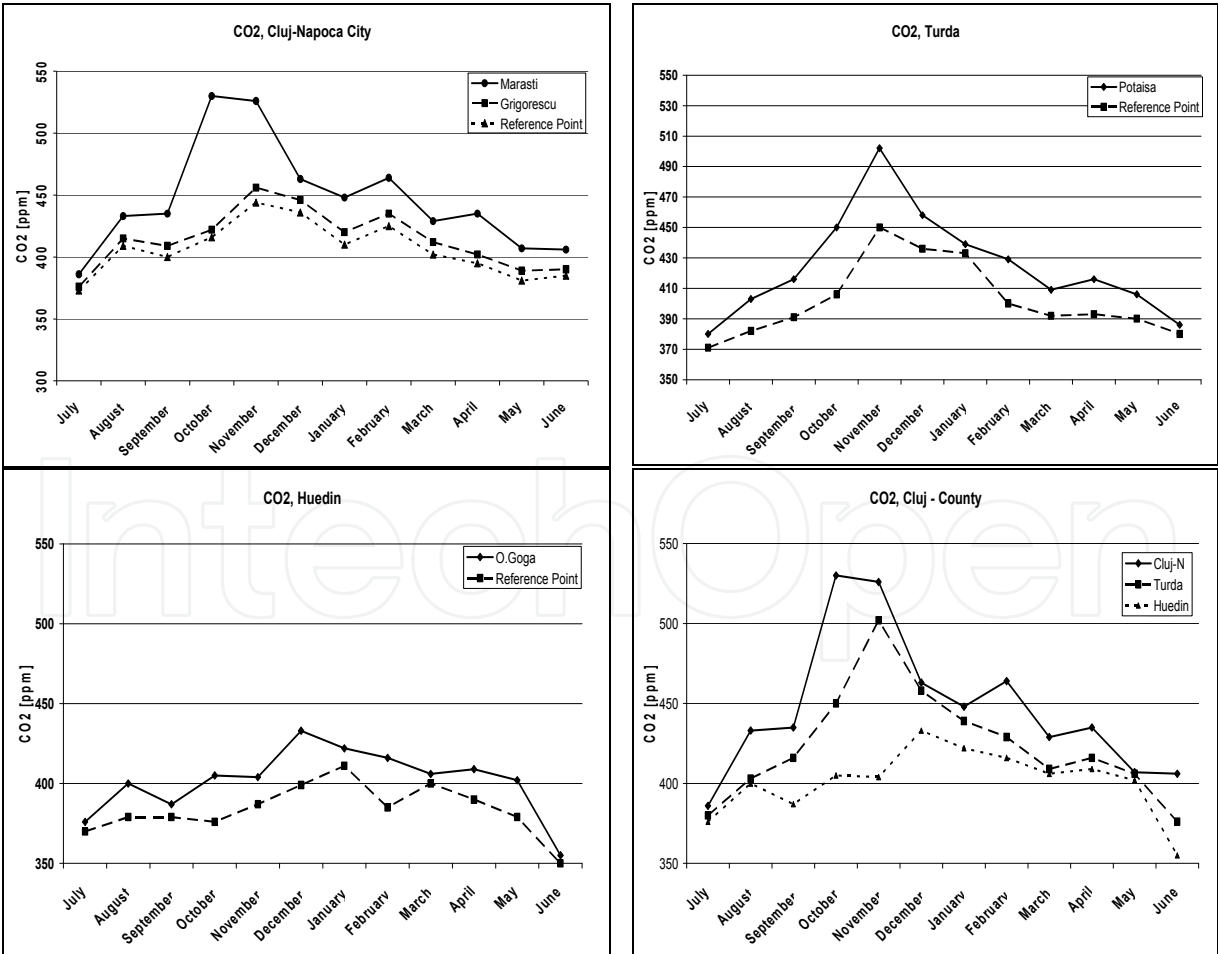 CO2, Cluj-Napoca City
Marasti
Grigorescu
Reference Point
CO2 [ppm]
550
500
450
400
350
300
July
August
September
October
November
December
January
February
March
April
May
June
CO2, Turda
Potaisa
Reference Point
CO2 [ppm]
550
530
510
490
470
450
430
410
390
370
350
July
August
September
October
November
December
January
February
March
April
May
June
CO2, Huedin
O.Goga
Reference Point
CO2 [ppm]
550
500
450
400
350
July
August
September
October
November
December
January
February
March
April
May
June
CO2, Cluj - County
Cluj-N
Turda
Huedin
CO2 [ppm]
550
500
450
400
350
July
August
September
October
November
December
January
February
March
April
May
June
IntechOpen